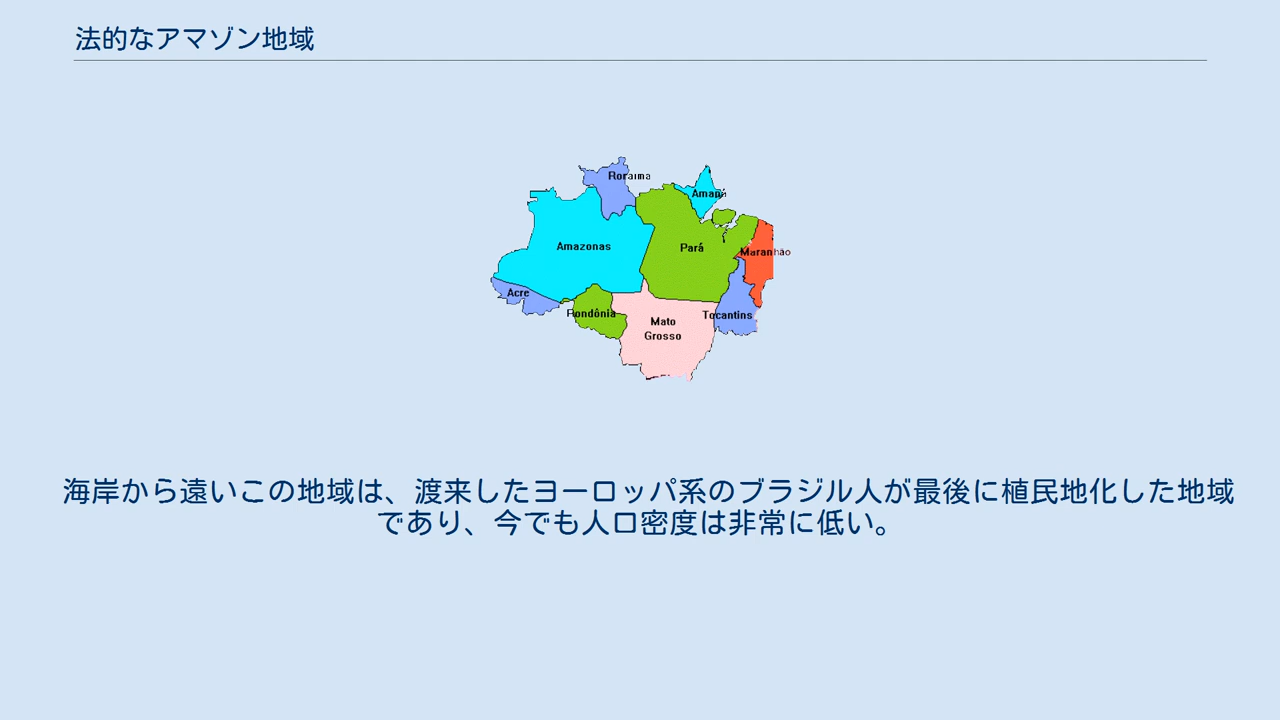 法的なアマゾン地域
Roraima
Amapá
Amazonas
Pará
Maranhão
Acre
Rondônia
Tocantins
Mato
Grosso
海岸から遠いこの地域は、渡来したヨーロッパ系のブラジル人が最後に植民地化した地域
であり、今でも人口密度は非常に低い。